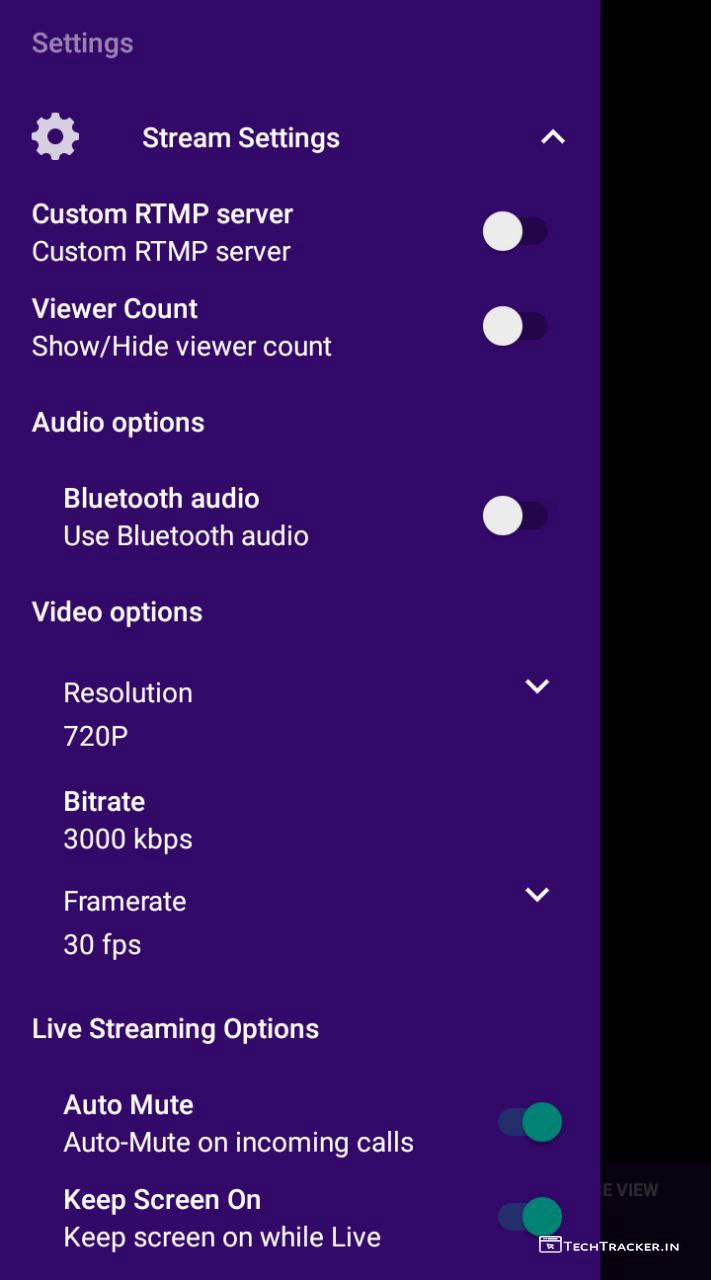 Settings
Stream Settings
Custom RTMP server
Custom RTMP server
Viewer Count
Show/Hide viewer count
Audio options
Bluetooth audio
Use Bluetooth audio
Video options
Resolution
720P
Bitrate
3000 kbps
Framerate
30 fps
Live Streaming Options
Auto Mute
Auto-Mute on incoming calls
Keep Screen On
E VIEW
Keep screen on while Live
TECHTRACKER.IN